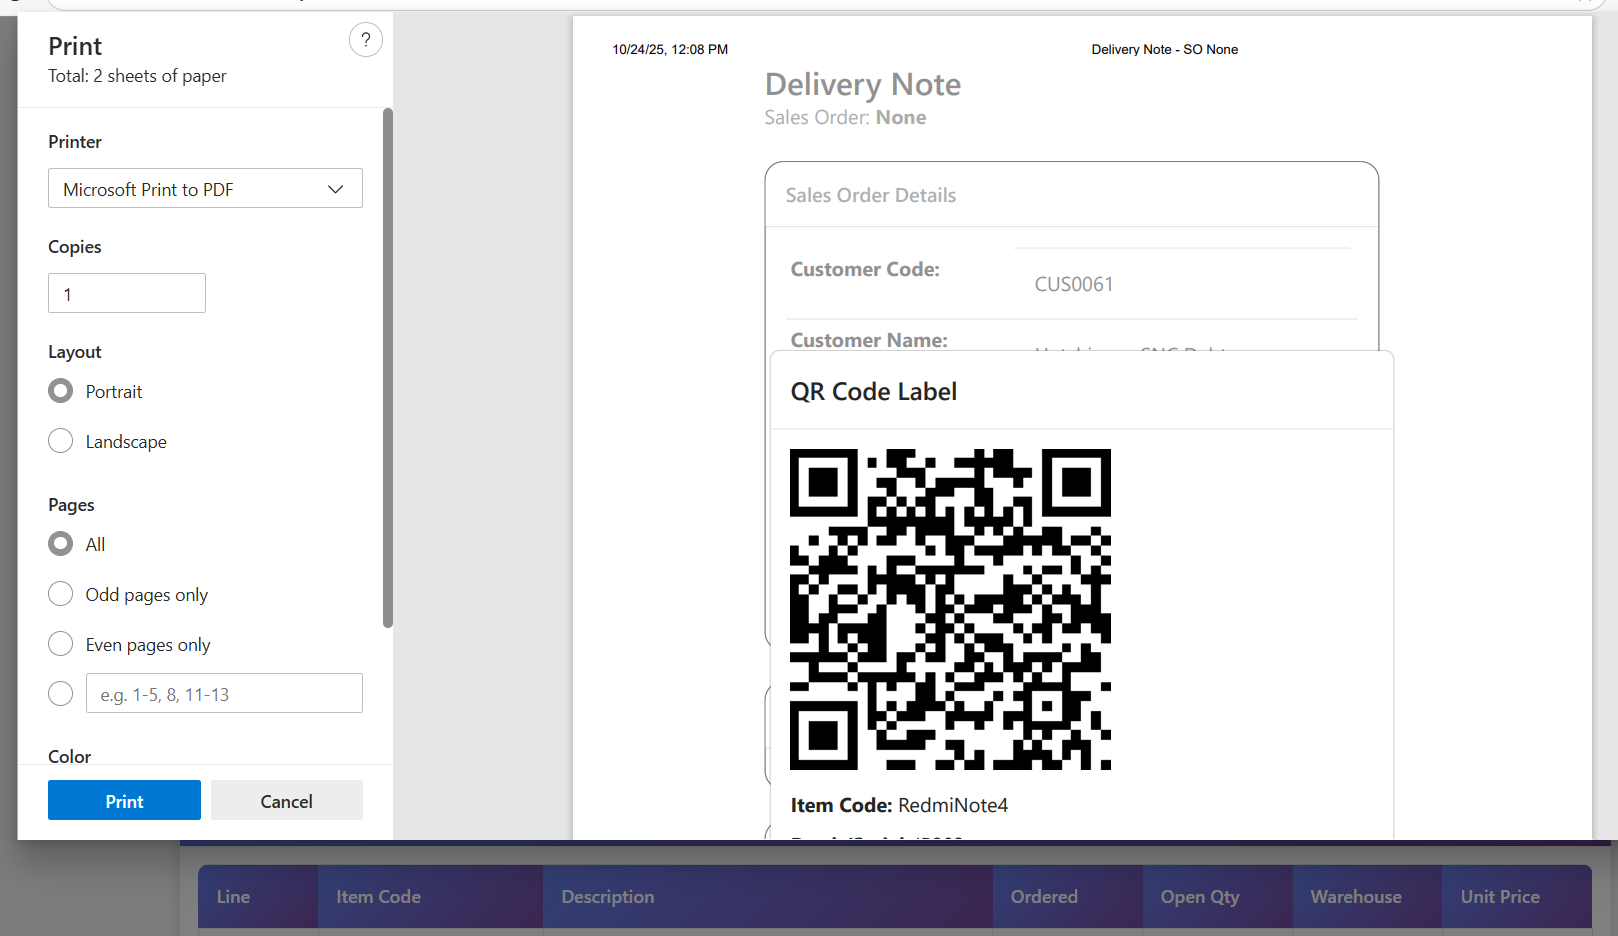 Print
?
Total: 2 sheets of paper
Printer
Microsoft Print to PDF
Copies
1
Layout
Portrait
Landscape
Pages
All
Odd pages only
Even pages only
e.g. 1-5, 8, 11-13
Color
Print
Cancel
10/24/25, 12:08 PM
Delivery Note - SO None
Delivery Note
Sales Order: None
Sales Order Details
Customer Code:
CUS0061
Customer Name:
QR Code Label
Item Code: RedmiNote4
Line
Item Code
Description
Ordered
Open Qty
Warehouse
Unit Price